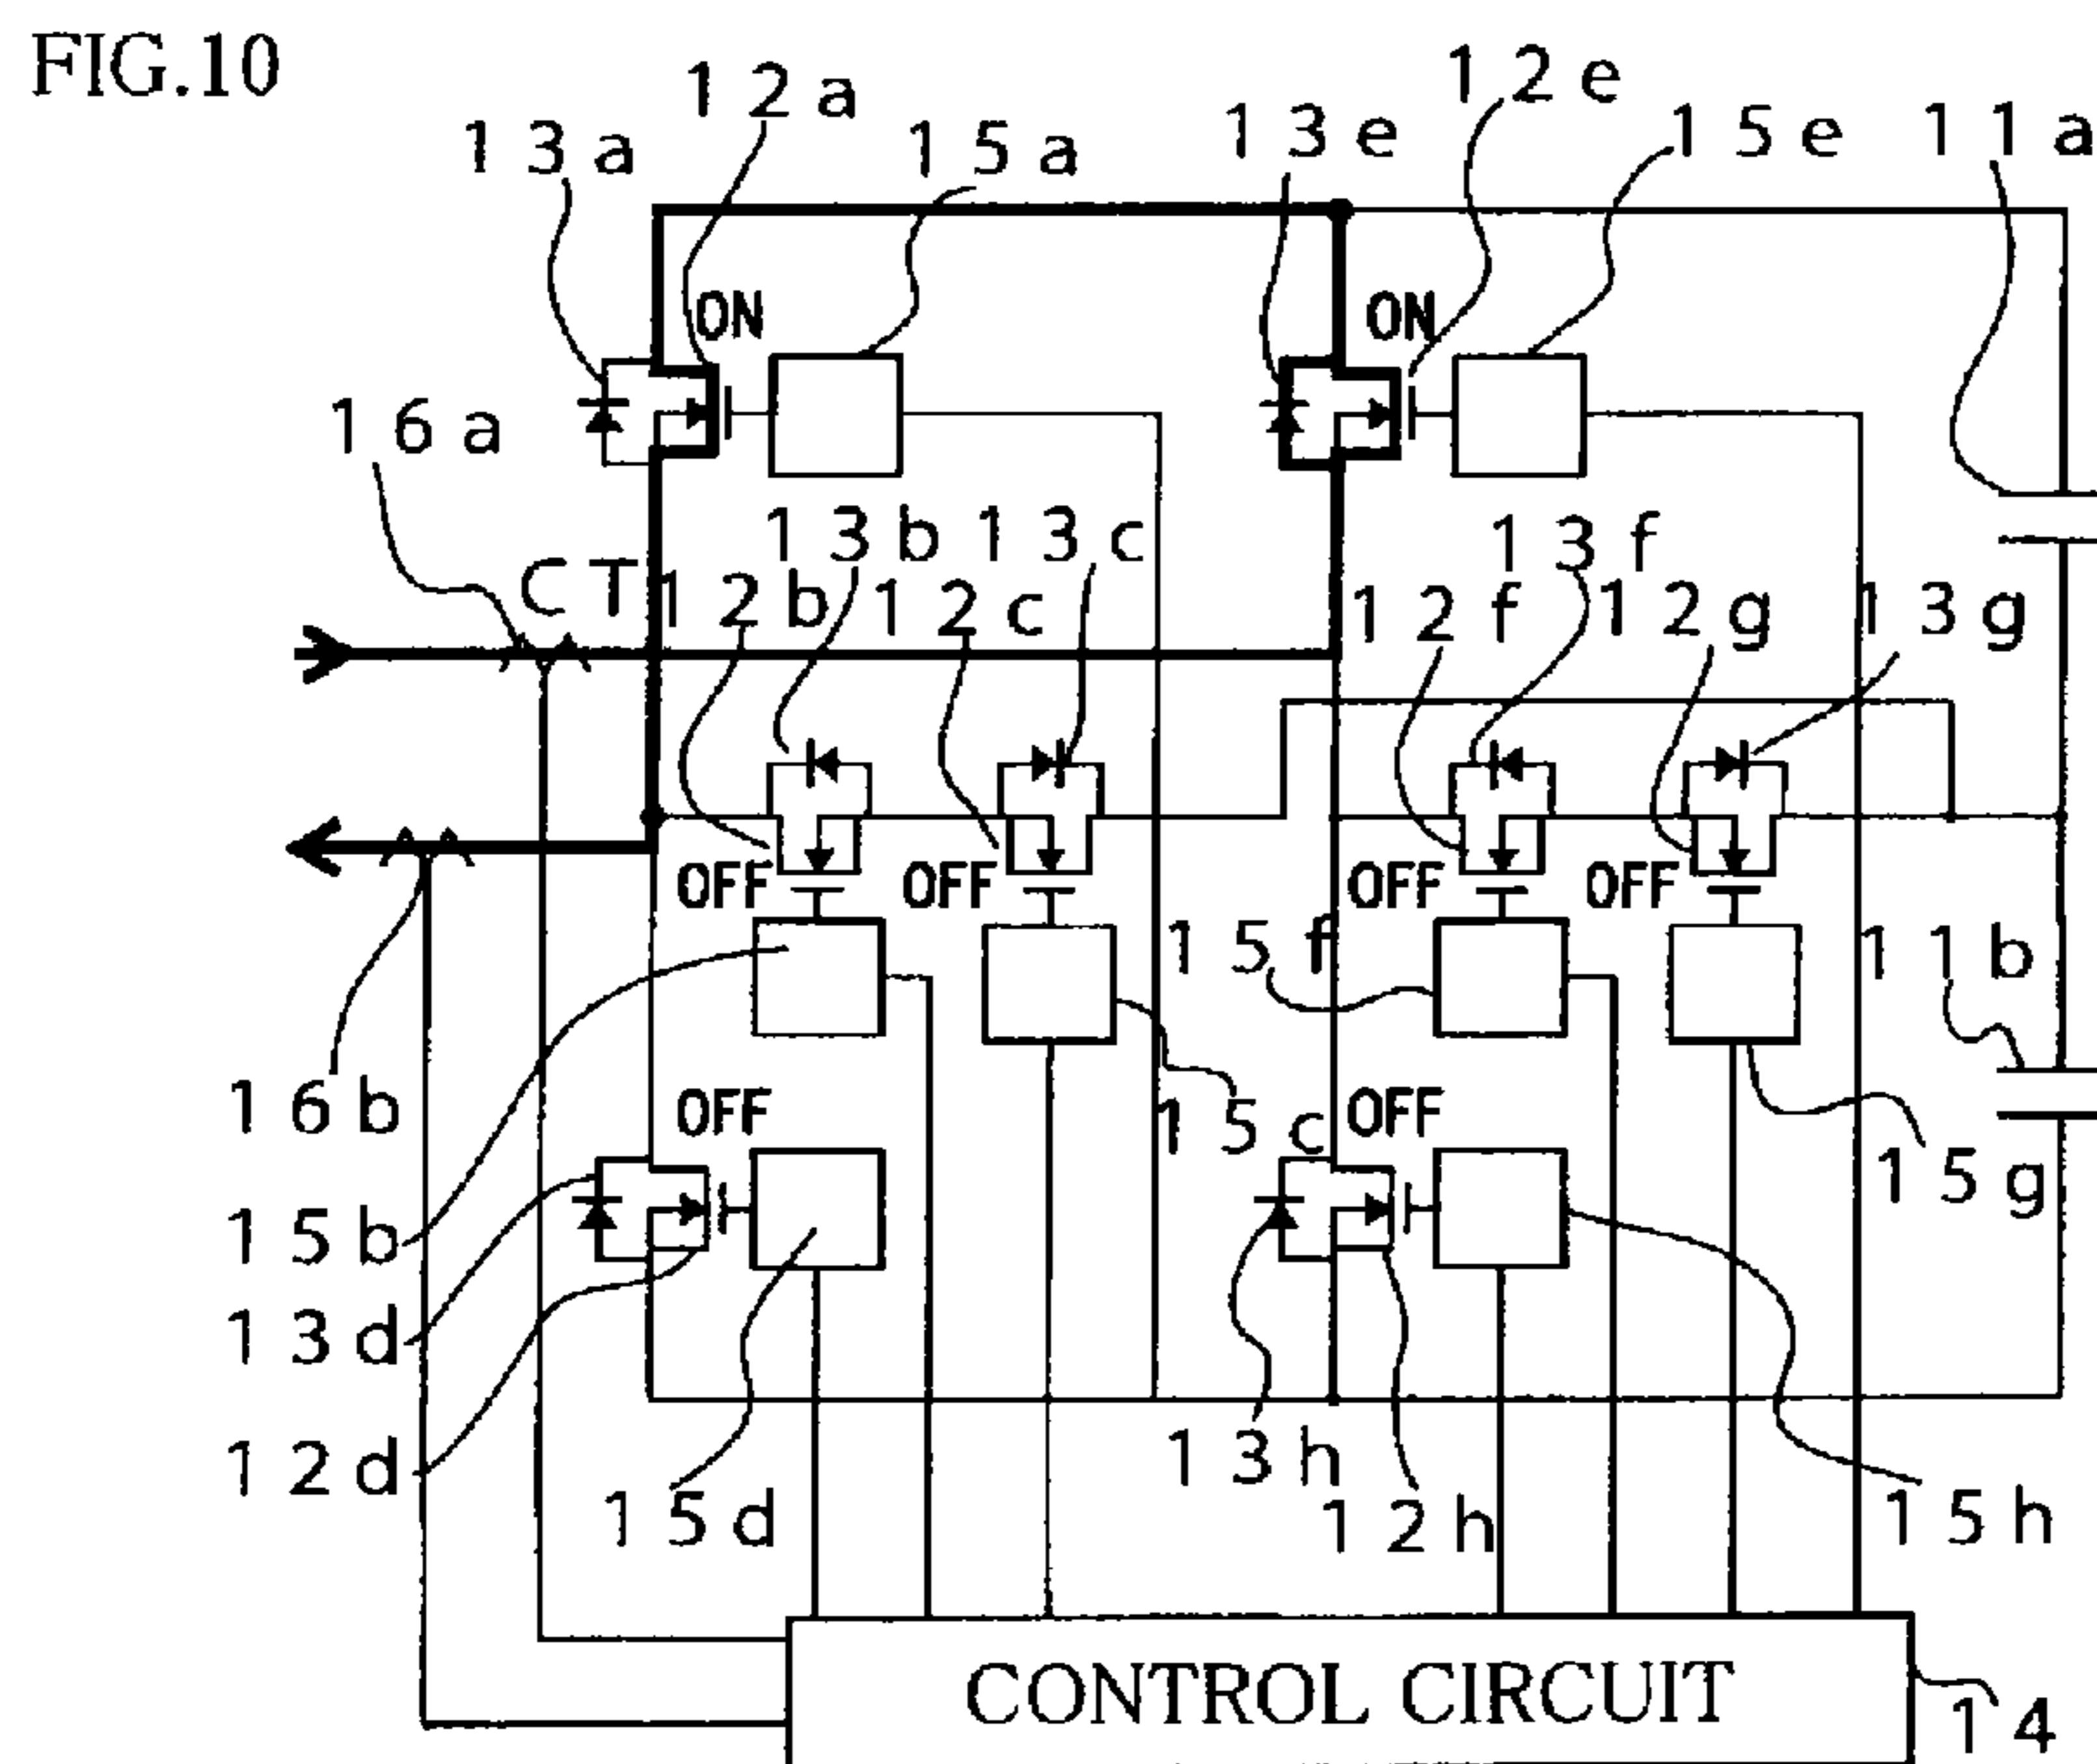 FIG.10
12a
12e
13a
15a
13e
15e
11a
ON
ON
16a
13b
13c
13f
CT
12b
12c
12f
12g
13g
OFF
OFF
OFF
OFF
15f
11b
16b
OFF
15c
OFF
15g
15b
13d
12d
15d
13h
12h
15h
CONTROL CIRCUIT
14